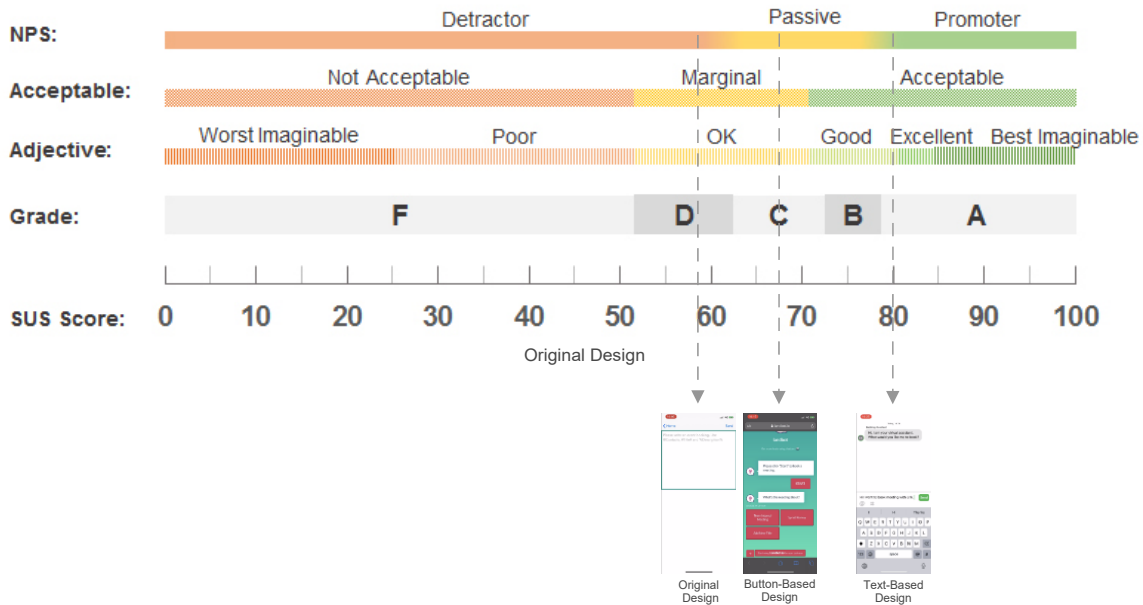 Detractor Passive Promoter
NPS:
Not Acceptable Marginal Acceptable
Acceptable:
Worst Imaginable Poor OK Good Excellent Best Imaginable
Adjective:
Grade: F D C B A
SUS Score: 0 10 20 30 40 50 60 70 80 90 100
Original Design
Original
Design
Button-Based
Design
Text-Based
Design